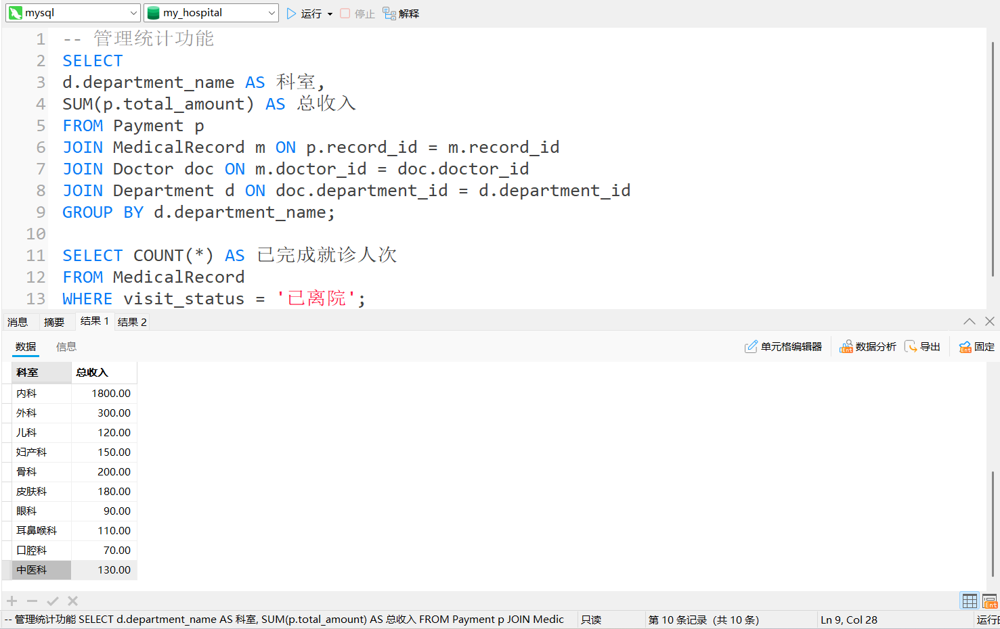 mysql my_hospital 运行 停止 解释
1 -- 管理统计功能
2 SELECT
3 d.department_name AS 科室,
4 SUM(p.total_amount) AS 总收入
5 FROM Payment p
6 JOIN MedicalRecord m ON p.record_id = m.record_id
7 JOIN Doctor doc ON m.doctor_id = doc.doctor_id
8 JOIN Department d ON doc.department_id = d.department_id
9 GROUP BY d.department_name;
10
11 SELECT COUNT(*) AS 已完成就诊人次
12 FROM MedicalRecord
13 WHERE visit_status = '已离院';
消息 摘要 结果 1 结果 2
数据 信息 单元格编辑器 Ent 数据分析 导出 Ent 固定
科室 总收入
内科 1800.00
外科 300.00
儿科 120.00
妇产科 150.00
骨科 200.00
皮肤科 180.00
眼科 90.00
耳鼻喉科 110.00
口腔科 70.00
中医科 130.00
Ent
-- 管理统计功能 SELECT d.department_name AS 科室, SUM(p.total_amount) AS 总收入 FROM Payment p JOIN Medic 只读 第 10 条记录 (共 10 条) Ln 9, Col 28 运行